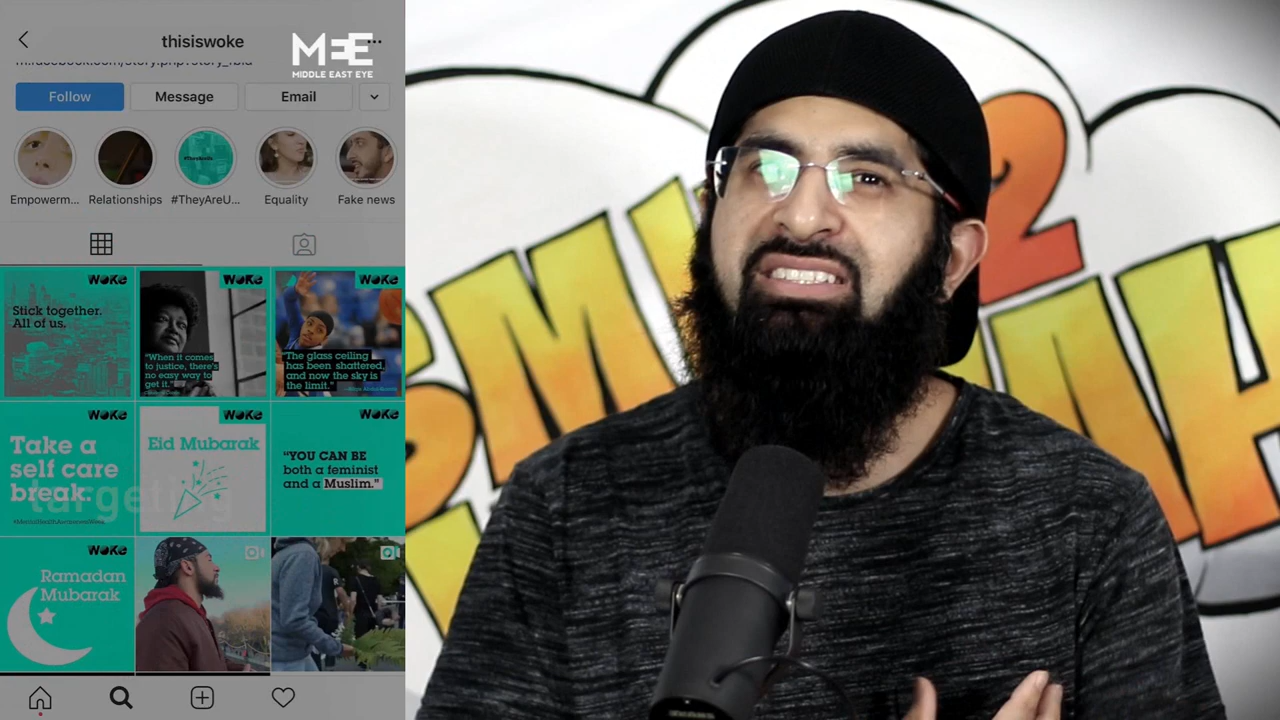 thisiswoke
MEE
MIDDLE EAST EYE
Follow
Message
Email
Empowerm...
Relationships
#TheyAreU...
Equality
Fake news
WOKE
Stick together.
All of us.
WOKE
"When it comes
to justice, there's
no easy way to
get it."
WOKE
"The glass ceiling
has been shattered,
and now the sky is
the limit."
WOKE
Take a
self care
break.
WOKE
Eid Mubarak
WOKE
"YOU CAN BE
both a feminist
and a Muslim."
targeting
WOKE
Ramadan
Mubarak
2